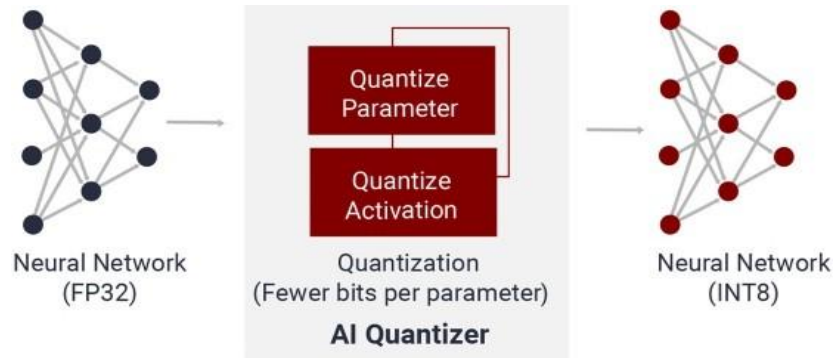 Quantize
Parameter
Quantize
Activation
Neural Network
(FP32)
Quantization
(Fewer bits per parameter)
AI Quantizer
Neural Network
(INT8)